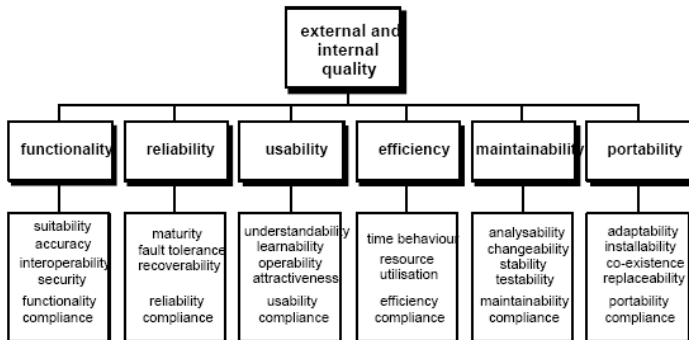 external and
internal
quality
functionality
reliability
usability
efficiency
maintainability
portability
suitability
accuracy
interoperability
security
functionality
compliance
maturity
fault tolerance
recoverability
reliability
compliance
understandability
learnability
operability
attractiveness
usability
compliance
time behaviour
resource
utilisation
efficiency
compliance
analysability
changeability
stability
testability
maintainability
compliance
adaptability
installability
co-existence
replaceability
portability
compliance